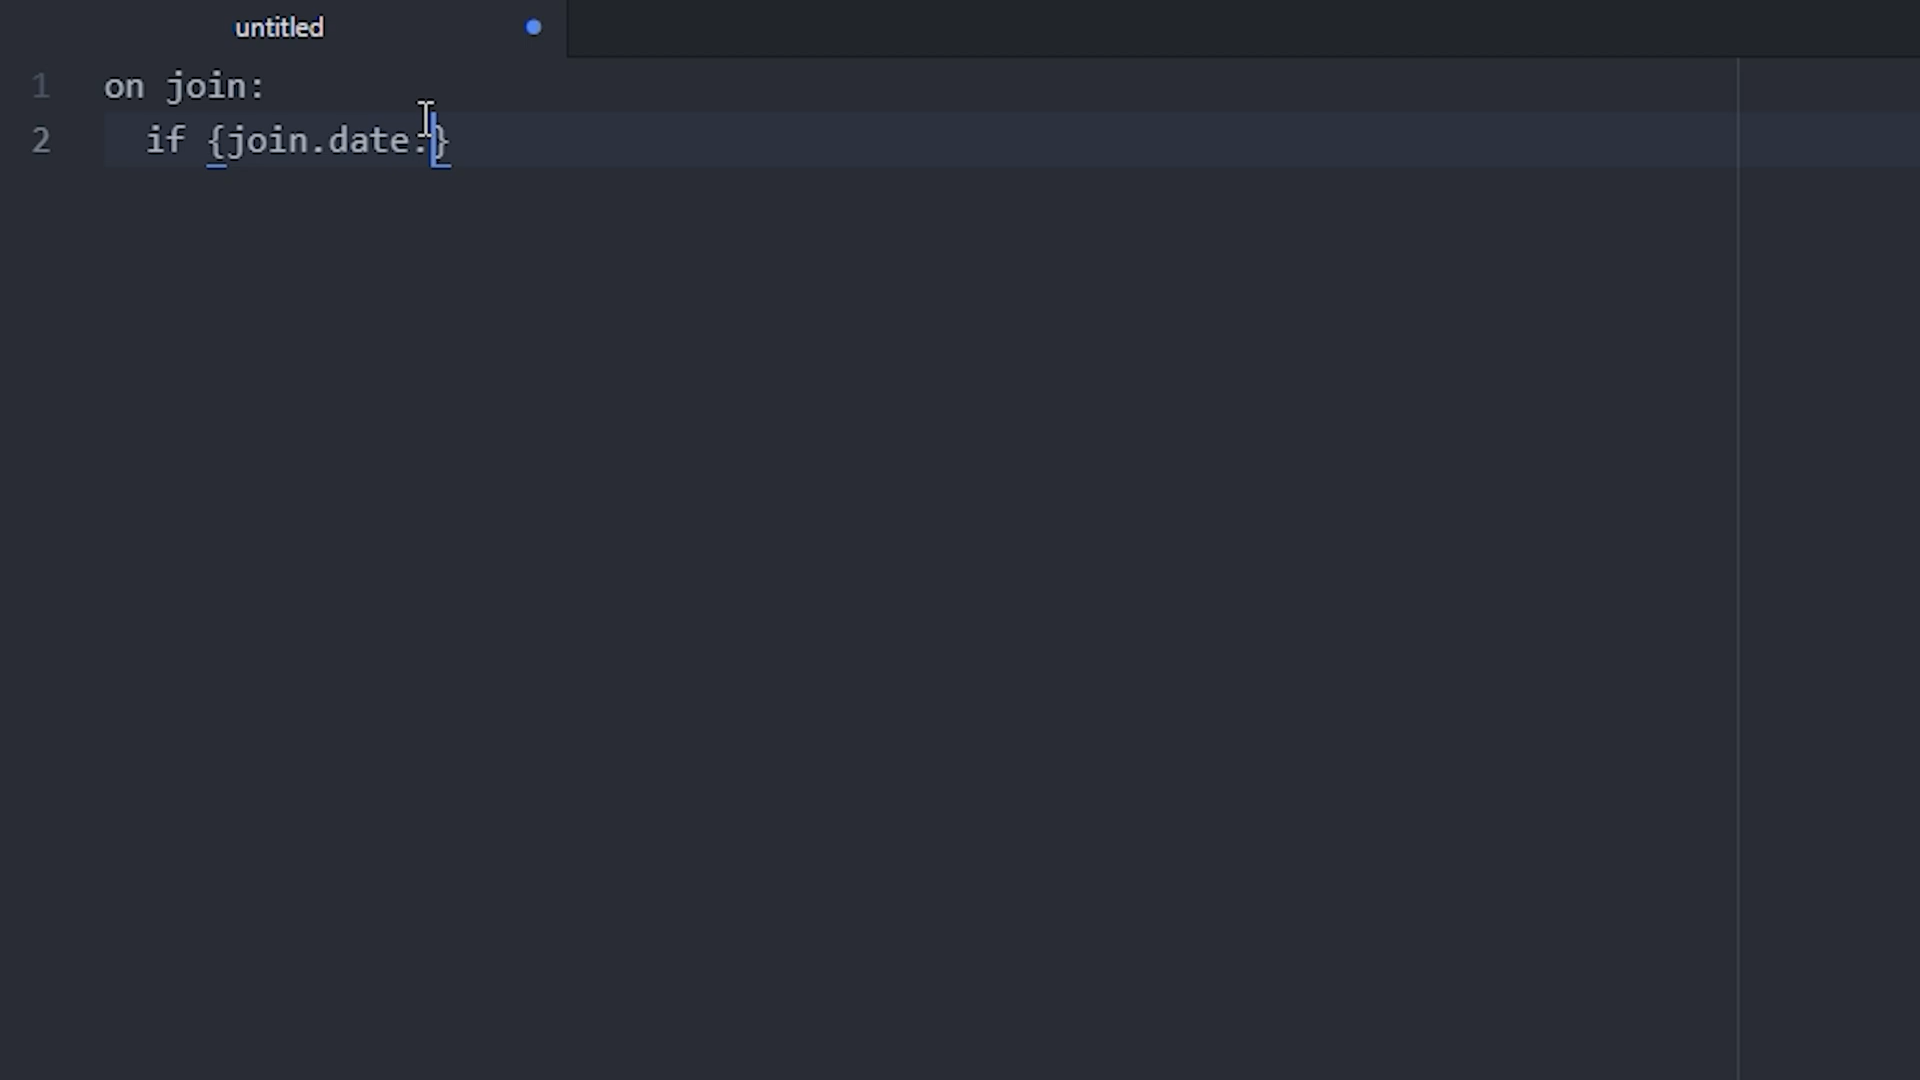 untitled
1 on join:
2   if {join.date.}